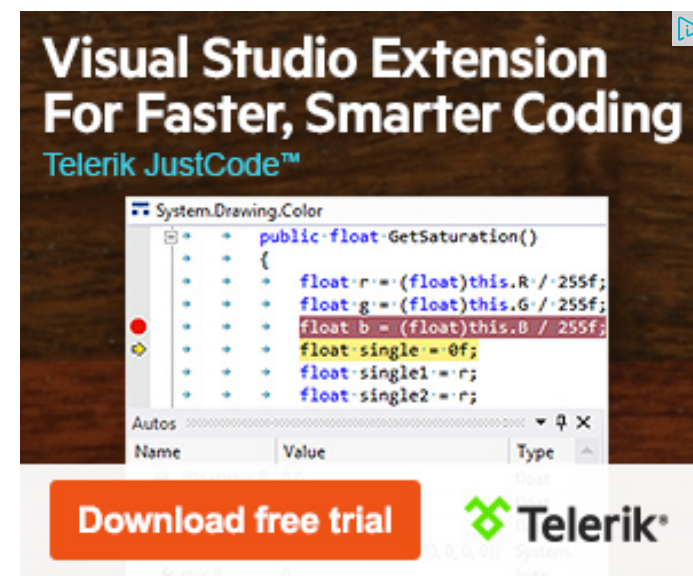 Visual Studio Extension
For Faster, Smarter Coding
Telerik JustCode™
System.Drawing.Color
public float GetSaturation()
{
float r = (float)this.R / 255f;
float g = (float)this.G / 255f;
float b = (float)this.B / 255f;
float single = 0f;
float single1 = r;
float single2 = r;
Autos
Name Value Type
Download free trial
Telerik